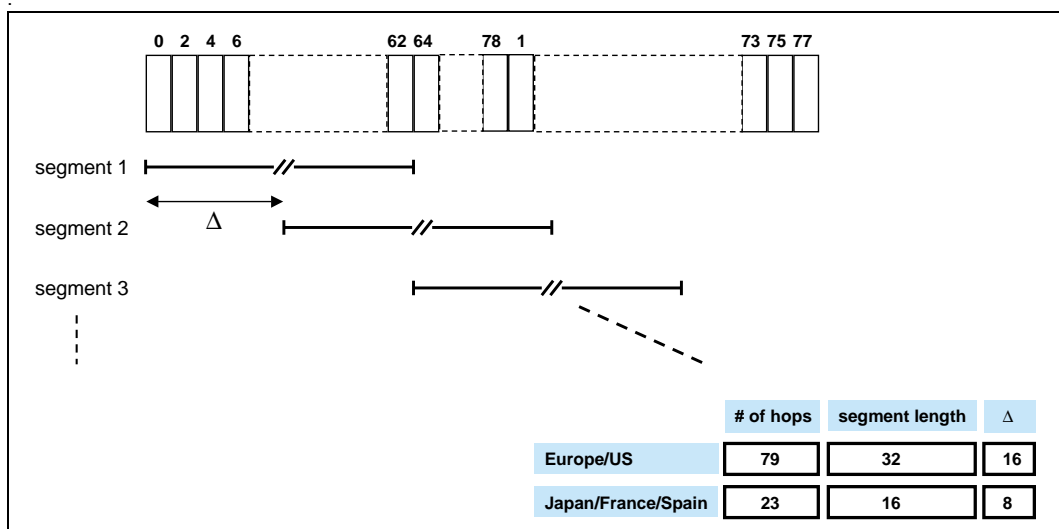 .
0 2 4 6 62 64 78 1 73 75 77
segment 1
Δ
segment 2
segment 3
# of hops segment length Δ
Europe/US 79 32 16
Japan/France/Spain 23 16 8